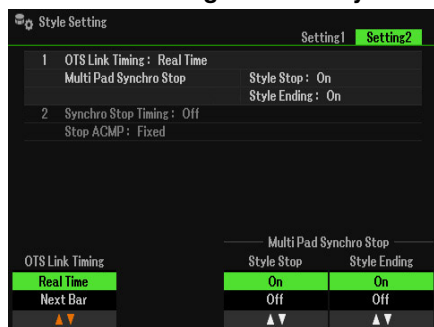 Style Setting
Setting1 Setting2
1 OTS Link Timing : Real Time
Multi Pad Synchro Stop Style Stop : On
Style Ending : On
2 Synchro Stop Timing : Off
Stop ACMP : Fixed
Multi Pad Synchro Stop
OTS Link Timing Style Stop Style Ending
Real Time On On
Next Bar Off Off